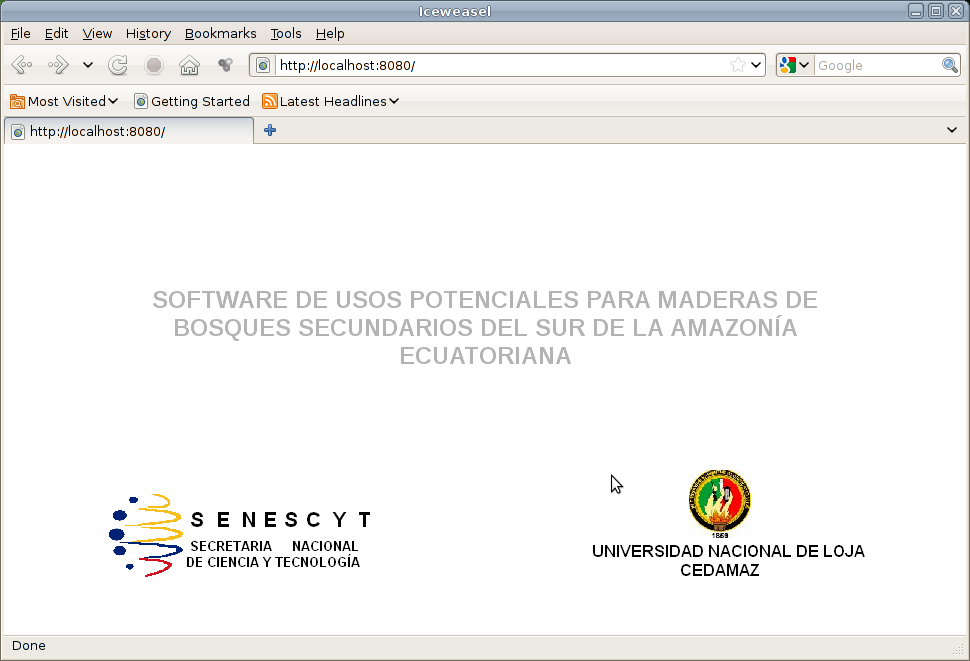 Iceweasel
File Edit View History Bookmarks Tools Help
http://localhost:8080/ Google
Most Visited Getting Started Latest Headlines
http://localhost:8080/
SOFTWARE DE USOS POTENCIALES PARA MADERAS DE
BOSQUES SECUNDARIOS DEL SUR DE LA AMAZONÍA
ECUATORIANA
SENESCYT
SECRETARIA NACIONAL
DE CIENCIA Y TECNOLOGÍA
1859
UNIVERSIDAD NACIONAL DE LOJA
CEDAMAZ
Done